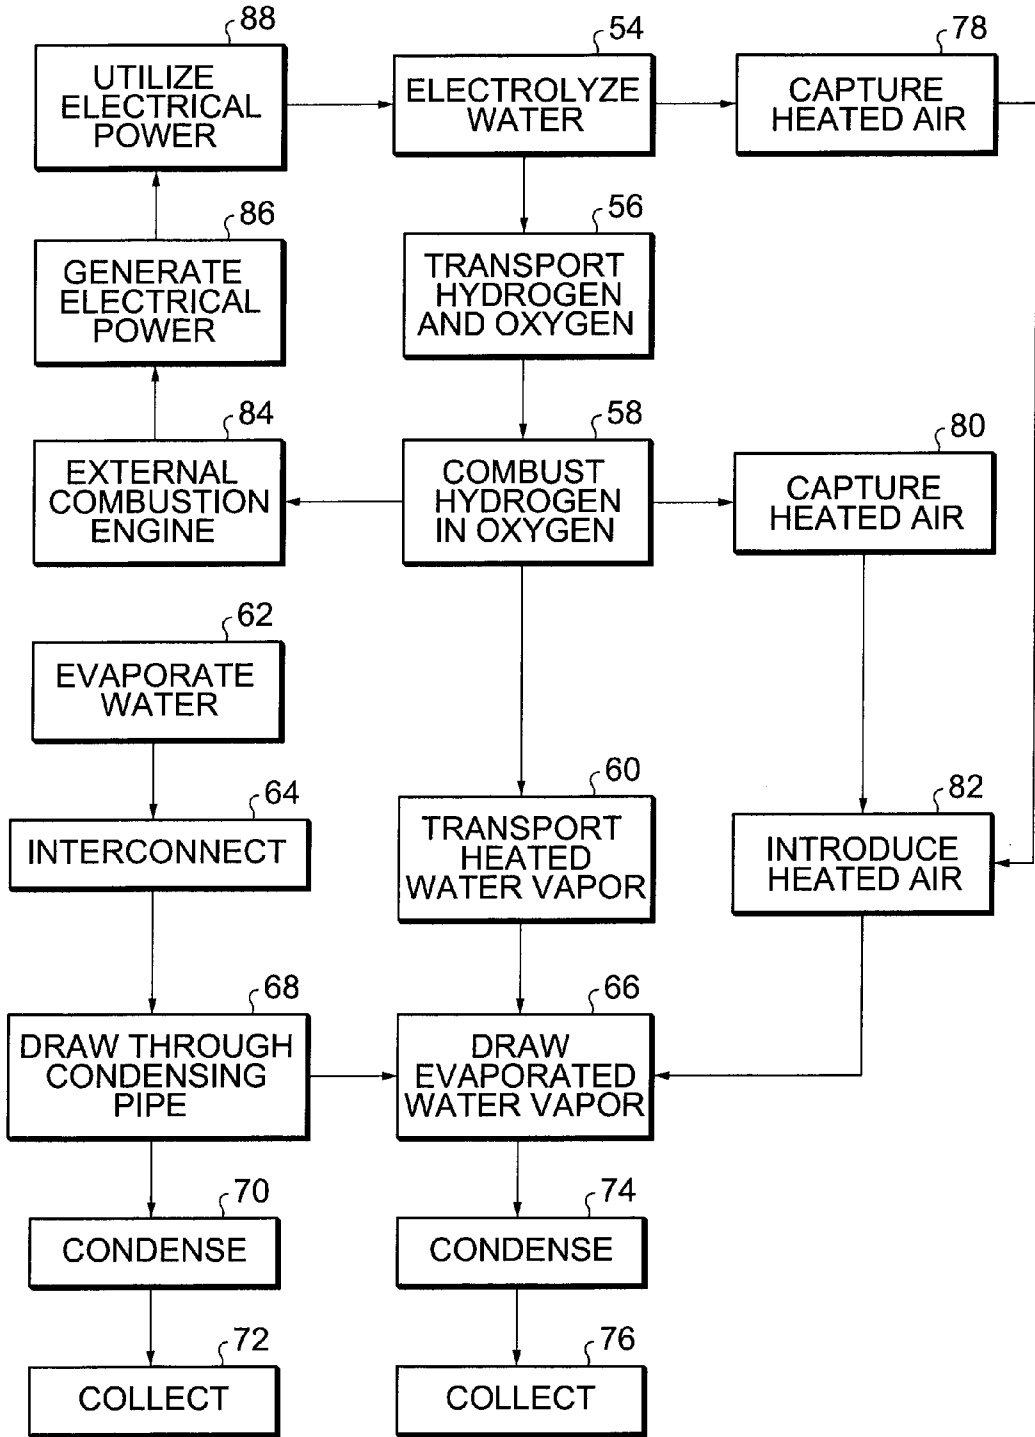 88
UTILIZE
ELECTRICAL
POWER
54
ELECTROLYZE
WATER
78
CAPTURE
HEATED AIR
86
GENERATE
ELECTRICAL
POWER
56
TRANSPORT
HYDROGEN
AND OXYGEN
84
EXTERNAL
COMBUSTION
ENGINE
58
COMBUST
HYDROGEN
IN OXYGEN
80
CAPTURE
HEATED AIR
62
EVAPORATE
WATER
64
INTERCONNECT
60
TRANSPORT
HEATED
WATER VAPOR
82
INTRODUCE
HEATED AIR
68
DRAW THROUGH
CONDENSING
PIPE
66
DRAW
EVAPORATED
WATER VAPOR
70
CONDENSE
74
CONDENSE
72
COLLECT
76
COLLECT